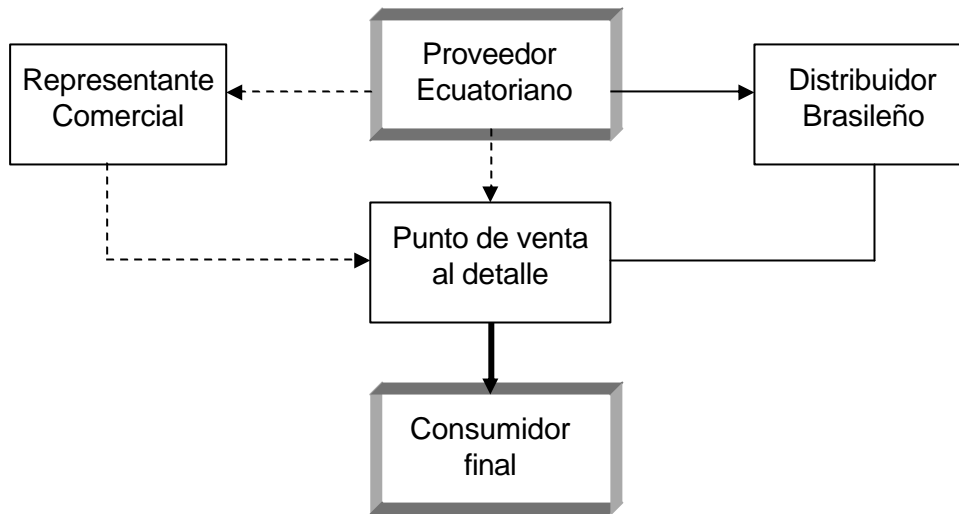 Proveedor
Ecuatoriano
Representante
Comercial
Distribuidor
Brasileño
Punto de venta
al detalle
Consumidor
final